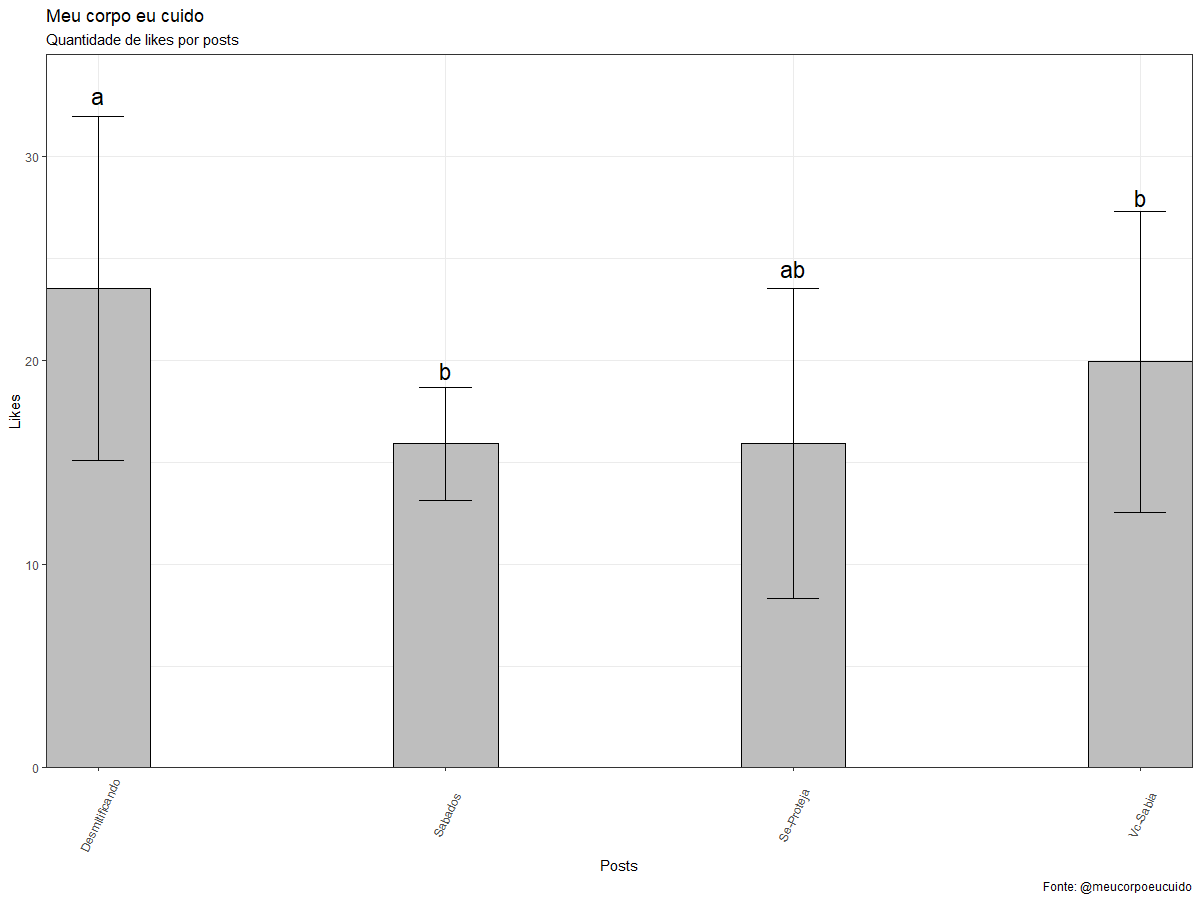 Meu corpo eu cuido
Quantidade de likes por posts
a
b
ab
b
30
20
10
0
Likes
Desmitificando
Sabados
Se-Proteja
Vc-Sabia
Posts
Fonte: @meucorpoeucuido